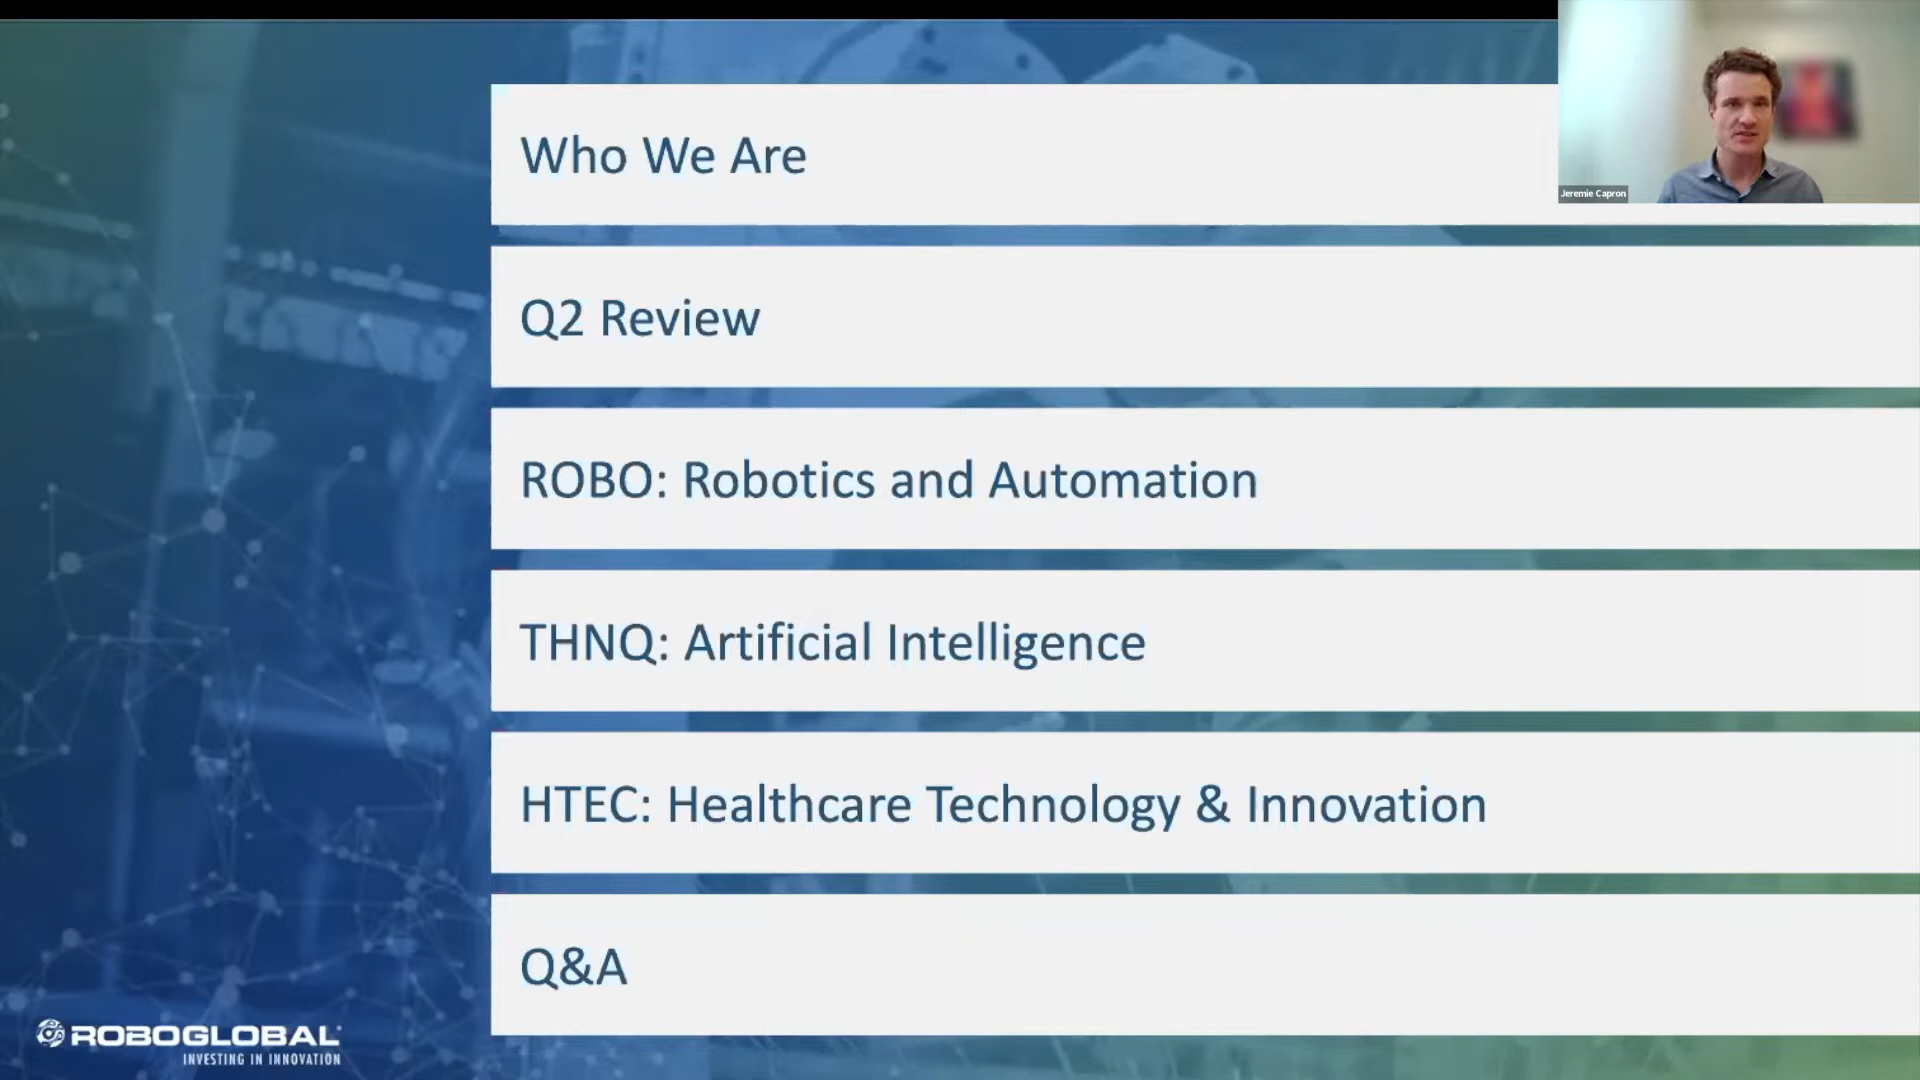 Who We Are
Jeremie Capron
Q2 Review
ROBO: Robotics and Automation
THNQ: Artificial Intelligence
HTEC: Healthcare Technology & Innovation
Q&A
ROBOGLOBAL
INVESTING IN INNOVATION